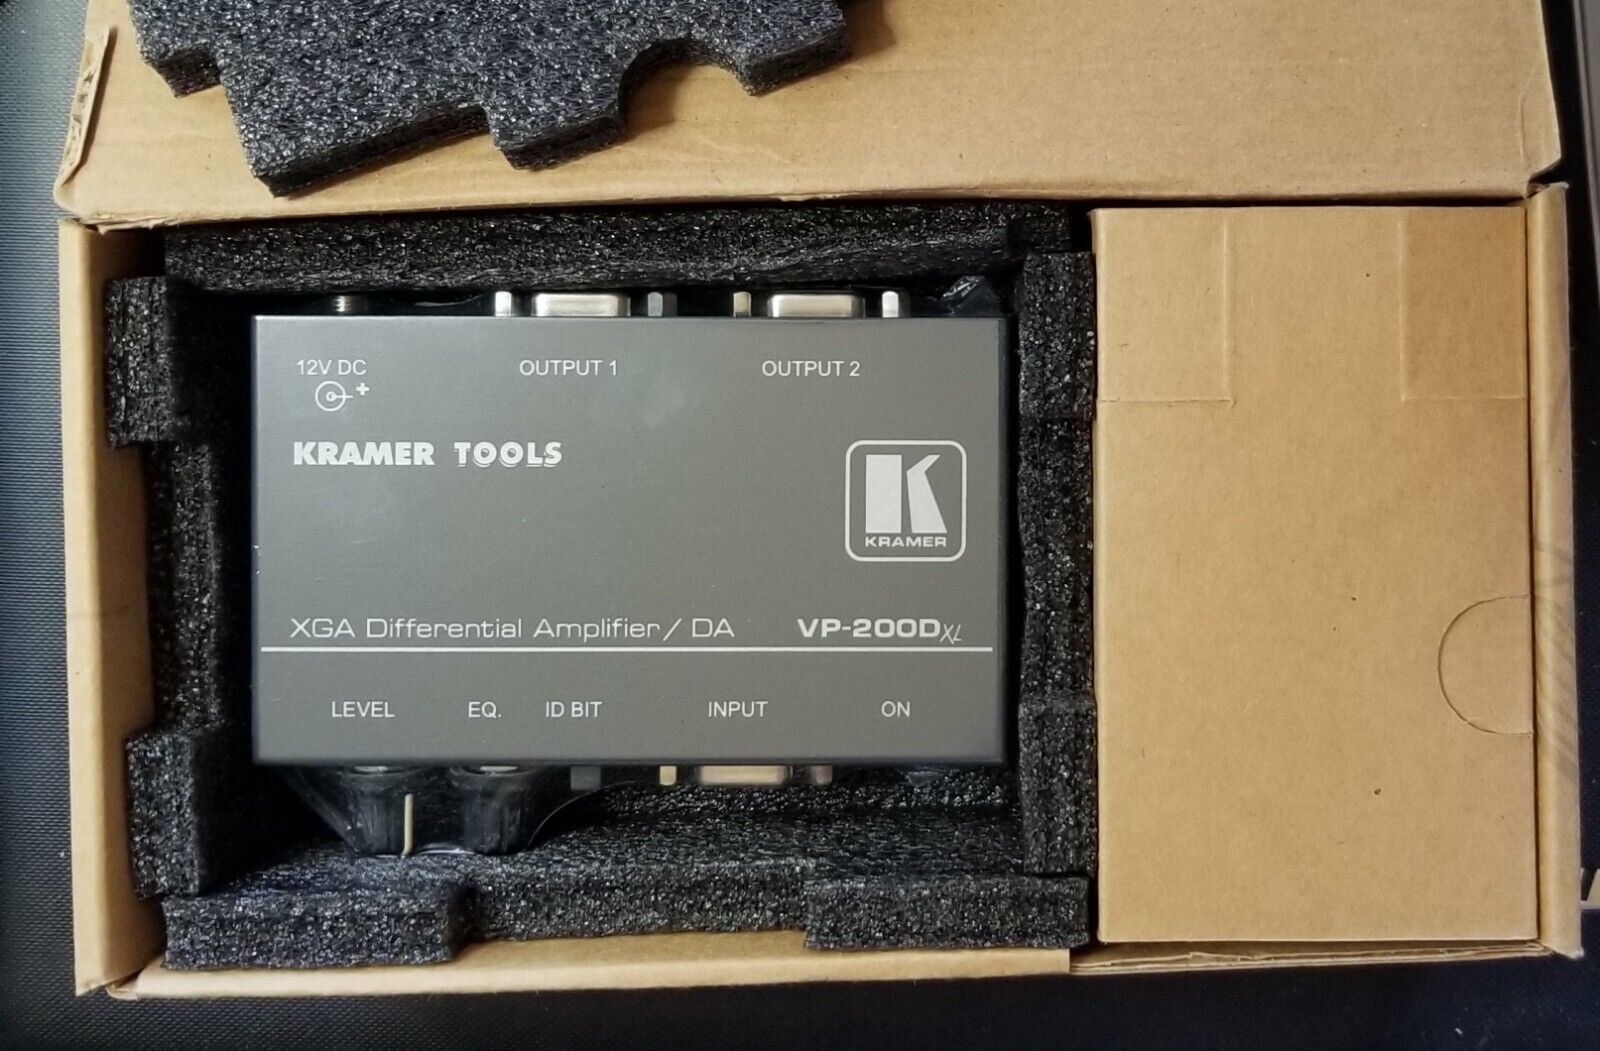 12V DC OUTPUT 1 OUTPUT 2
+
KRAMER TOOLS
K
KRAMER
XGA Differential Amplifier / DA VP-200DXL
LEVEL EQ. ID BIT INPUT ON